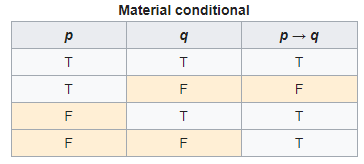 Material conditional
p q p → q
T T T
T F F
F T T
F F T